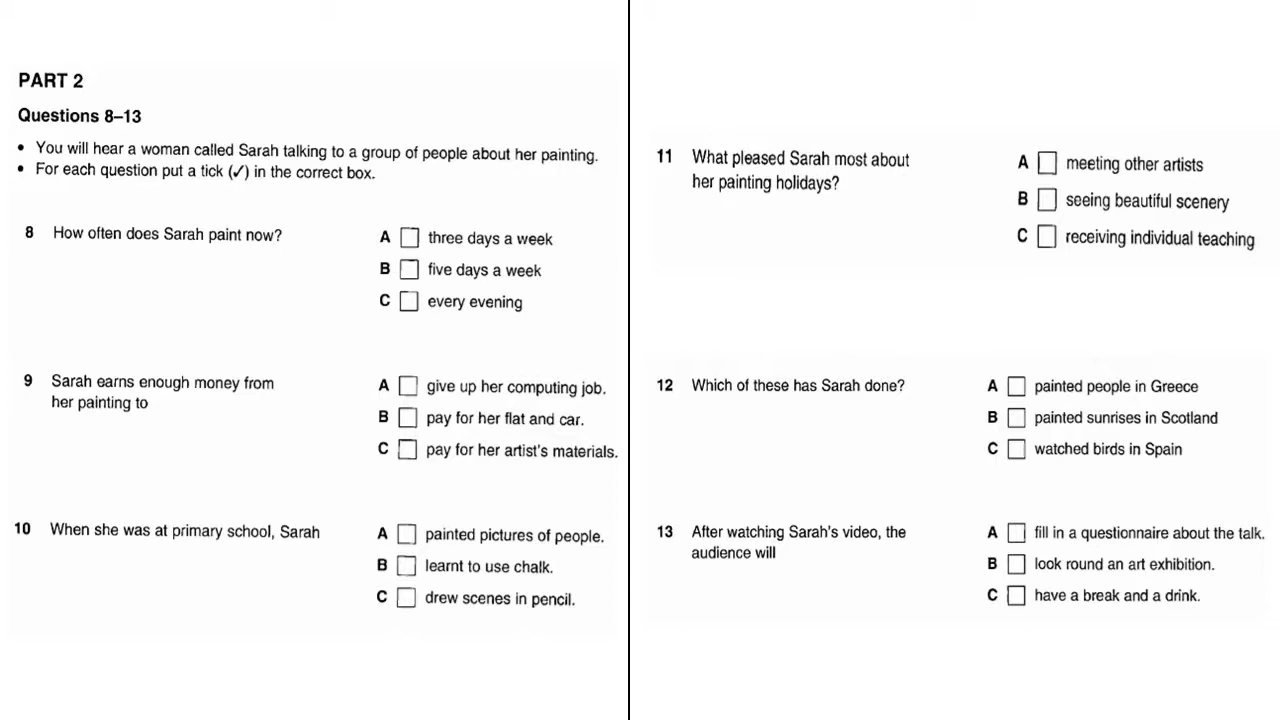 PART 2
Questions 8–13
• You will hear a woman called Sarah talking to a group of people about her painting.
• For each question put a tick (✓) in the correct box.
8 How often does Sarah paint now?
A three days a week
B five days a week
C every evening
9 Sarah earns enough money from
her painting to
A give up her computing job.
B pay for her flat and car.
C pay for her artist's materials.
10 When she was at primary school, Sarah
A painted pictures of people.
B learnt to use chalk.
C drew scenes in pencil.
11 What pleased Sarah most about
her painting holidays?
A meeting other artists
B seeing beautiful scenery
C receiving individual teaching
12 Which of these has Sarah done?
A painted people in Greece
B painted sunrises in Scotland
C watched birds in Spain
13 After watching Sarah's video, the
audience will
A fill in a questionnaire about the talk.
B look round an art exhibition.
C have a break and a drink.